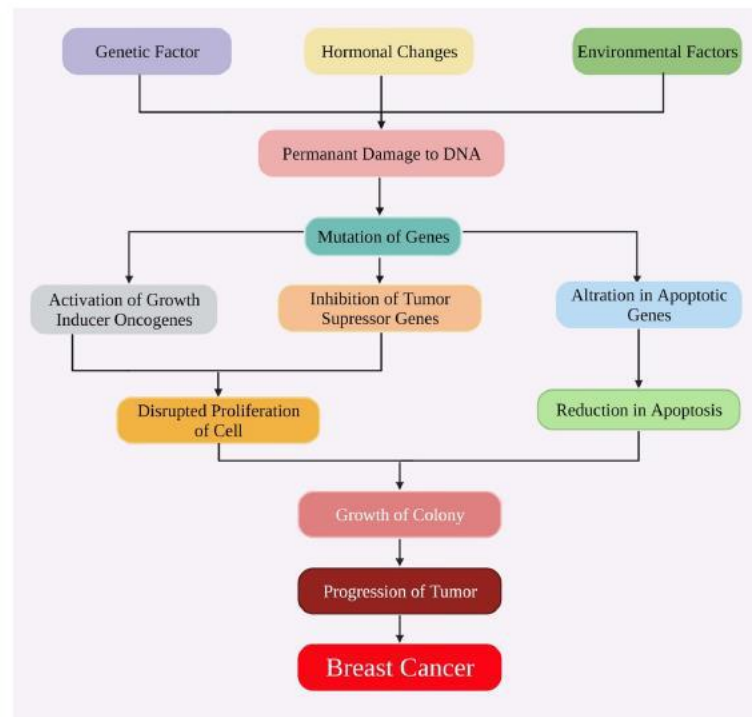 Genetic Factor
Hormonal Changes
Environmental Factors
Permanant Damage to DNA
Mutation of Genes
Activation of Growth
Inducer Oncogenes
Inhibition of Tumor
Supressor Genes
Altration in Apoptotic
Genes
Disrupted Proliferation
of Cell
Reduction in Apoptosis
Growth of Colony
Progression of Tumor
Breast Cancer